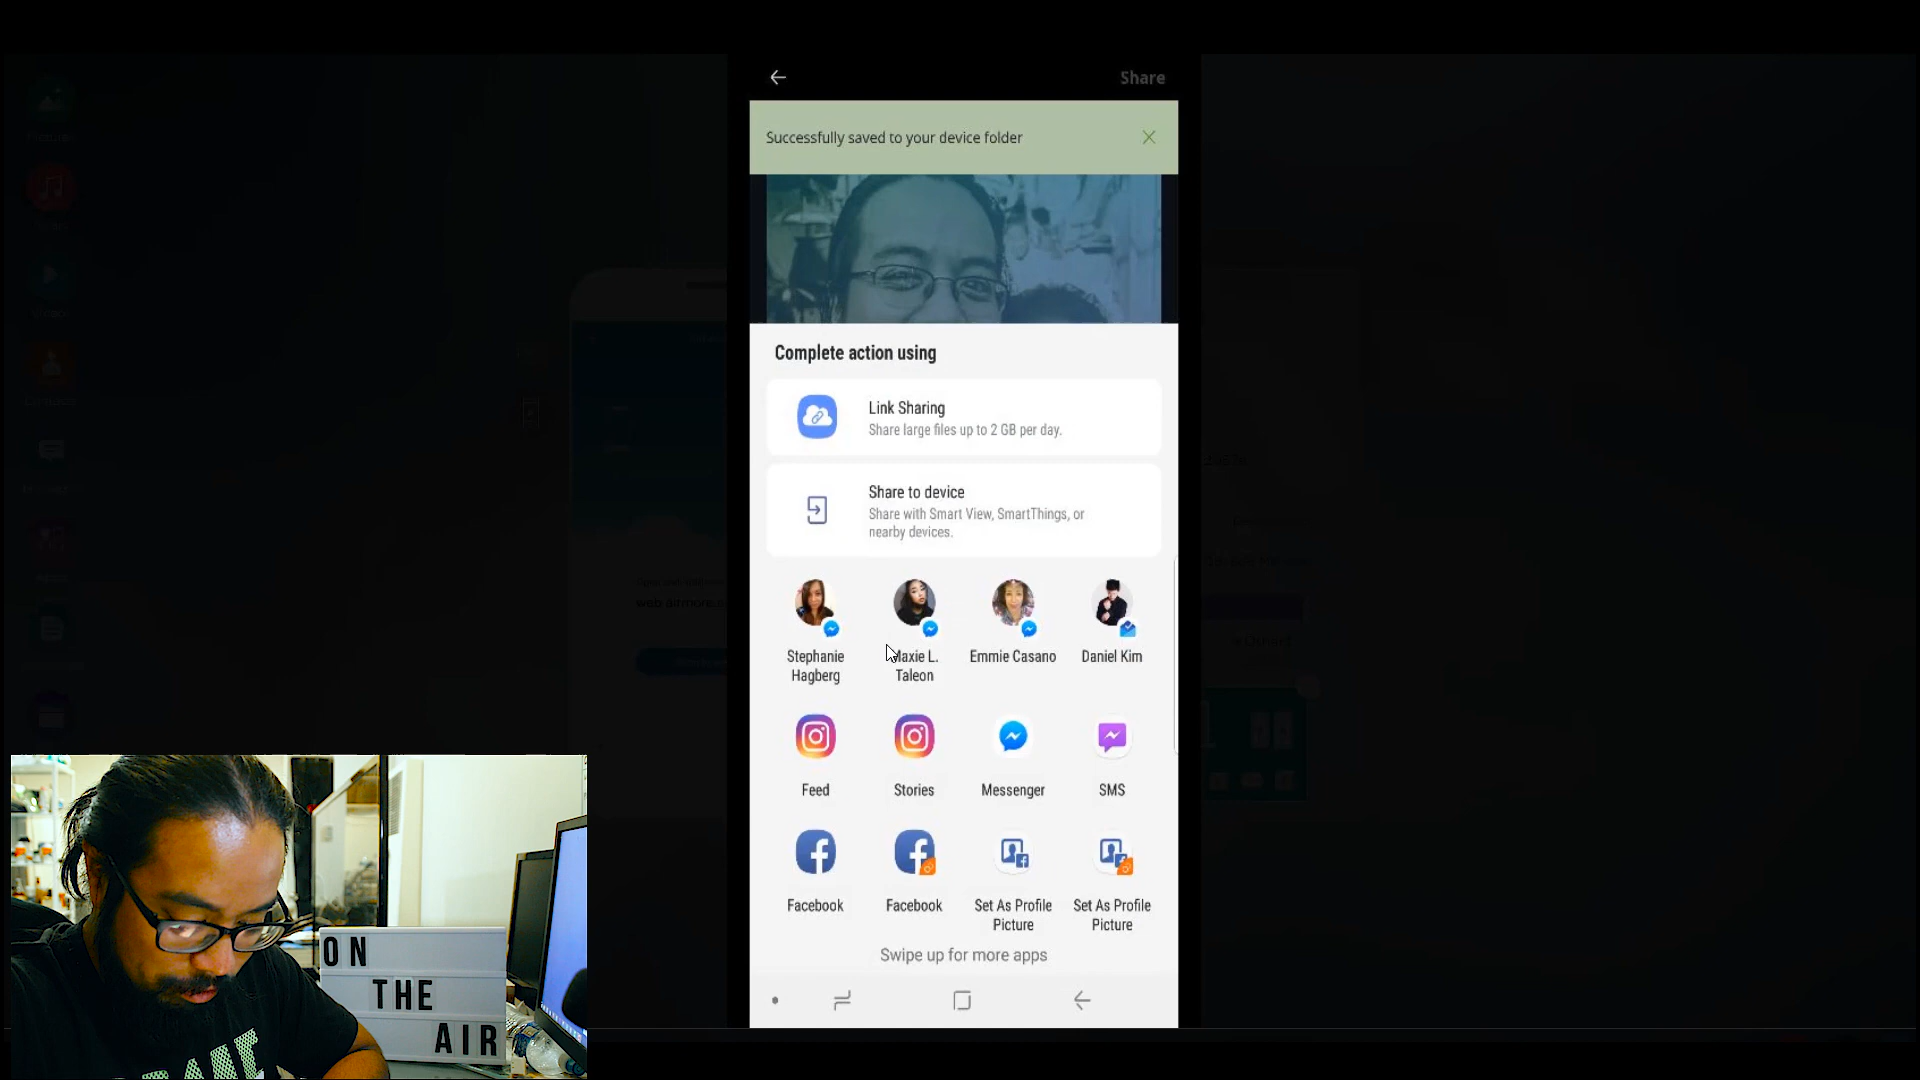 Share
Successfully saved to your device folder
Complete action using
Link Sharing
Share large files up to 2 GB per day.
Share to device
Share with Smart View, SmartThings, or
nearby devices.
Stephanie
Hagberg
Maxie L.
Taleon
Emmie Casano
Daniel Kim
Feed
Stories
Messenger
SMS
Facebook
Facebook
Set As Profile
Picture
Set As Profile
Picture
Swipe up for more apps
ON
THE
AIR